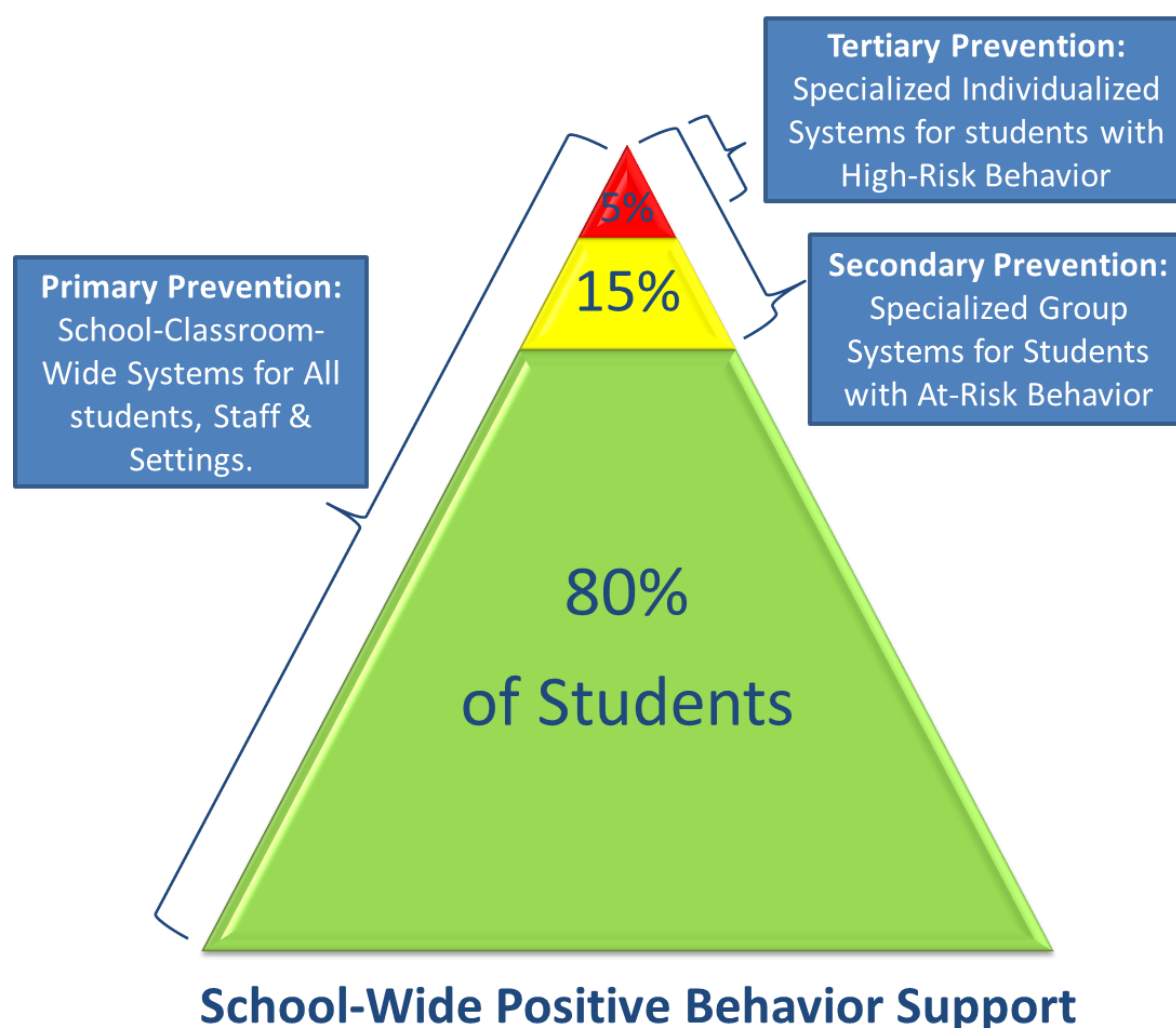 Tertiary Prevention:
Specialized Individualized
Systems for students with
High-Risk Behavior
5%
15%
Secondary Prevention:
Specialized Group
Systems for Students
with At-Risk Behavior
Primary Prevention:
School-Classroom-
Wide Systems for All
students, Staff &
Settings.
80%
of Students
School-Wide Positive Behavior Support